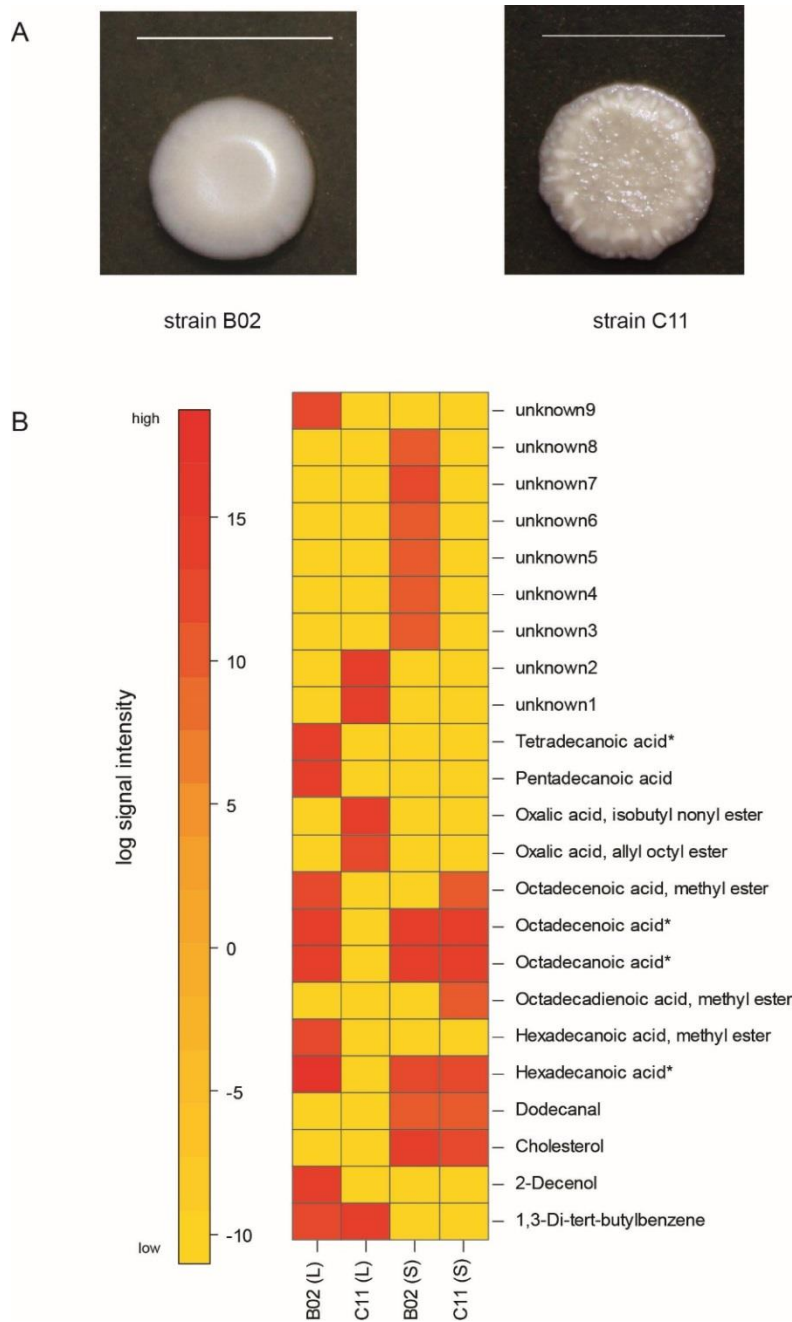 A
strain B02
strain C11
B
high
15
10
5
0
-5
-10
low
log signal intensity
unknown9
unknown8
unknown7
unknown6
unknown5
unknown4
unknown3
unknown2
unknown1
Tetradecanoic acid*
Pentadecanoic acid
Oxalic acid, isobutyl nonyl ester
Oxalic acid, allyl octyl ester
Octadecenoic acid, methyl ester
Octadecenoic acid*
Octadecanoic acid*
Octadecadienoic acid, methyl ester
Hexadecanoic acid, methyl ester
Hexadecanoic acid*
Dodecanal
Cholesterol
2-Decenol
1,3-Di-tert-butylbenzene
B02 (L)
C11 (L)
B02 (S)
C11 (S)